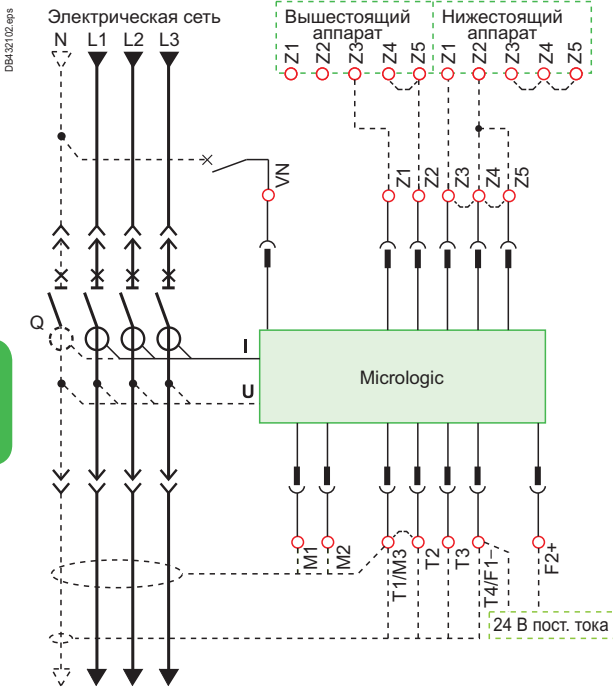 DB432102.eps
Электрическая сеть
N L1 L2 L3
Вышестоящий
аппарат
Нижестоящий
аппарат
Z1 Z2 Z3 Z4 Z5 Z1 Z2 Z3 Z4 Z5
VN
Z1 Z2 Z3 Z4 Z5
Q
I
U
Micrologic
M1 M2 T1/M3 T2 T3 T4/F1– F2+
24 В пост. тока